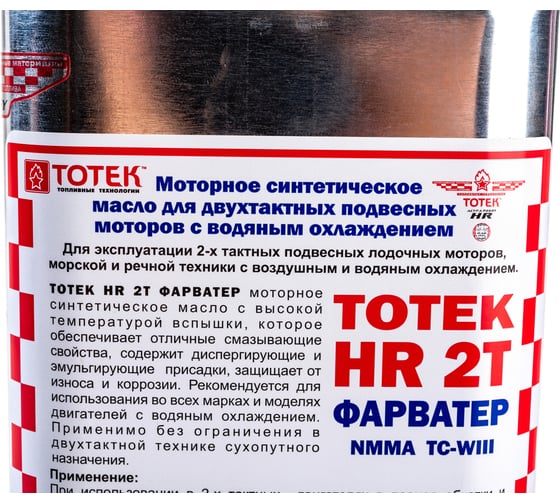 ТОТЕК™
ТОПЛИВНЫЕ ТЕХНОЛОГИИ
Моторное синтетическое
масло для двухтактных подвесных
моторов с водяным охлаждением
ТОТЕК
HR
Для эксплуатации 2-х тактных подвесных лодочных моторов,
морской и речной техники с воздушным и водяным охлаждением.
ТОТЕК HR 2T ФАРВАТЕР моторное
синтетическое масло с высокой
температурой вспышки, которое
обеспечивает отличные смазывающие
свойства, содержит диспергирующие и
эмульгирующие присадки, защищает от
износа и коррозии. Рекомендуется для
использования во всех марках и моделях
двигателей с водяным охлаждением.
Применимо без ограничения в
двухтактной технике сухопутного
назначения.
ТОТЕК
HR 2T
ФАРВАТЕР
NMMA TC-WIII
Применение: